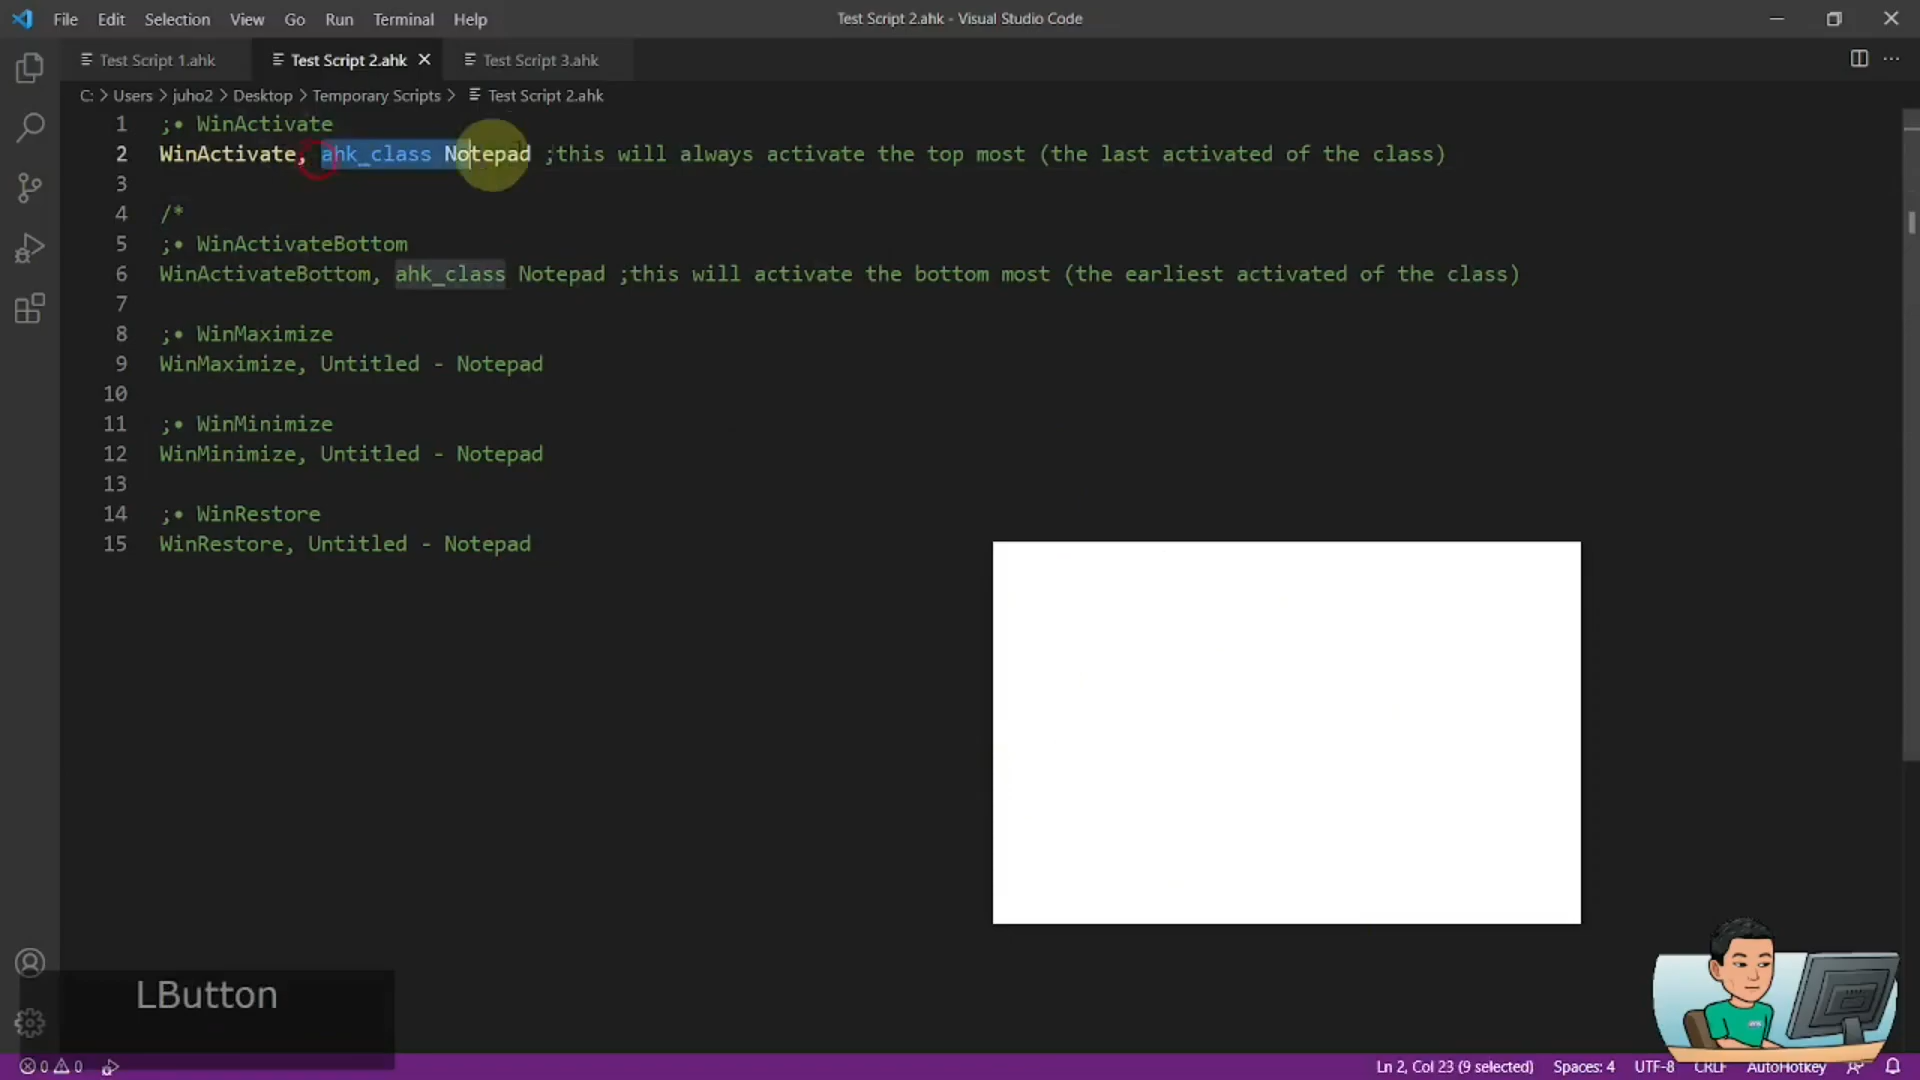 File Edit Selection View Go Run Terminal Help
Test Script 2.ahk - Visual Studio Code
Test Script 1.ahk
Test Script 2.ahk
Test Script 3.ahk
C: > Users > juho2 > Desktop > Temporary Scripts > Test Script 2.ahk
1 ;• WinActivate
2 WinActivate, ahk_class Notepad ;this will always activate the top most (the last activated of the class)
3
4 /*
5 ;• WinActivateBottom
6 WinActivateBottom, ahk_class Notepad ;this will activate the bottom most (the earliest activated of the class)
7
8 ;• WinMaximize
9 WinMaximize, Untitled - Notepad
10
11 ;• WinMinimize
12 WinMinimize, Untitled - Notepad
13
14 ;• WinRestore
15 WinRestore, Untitled - Notepad
LButton
0 0 Ln 2, Col 23 (9 selected) Spaces: 4 UTF-8 CRLF AutoHotkey